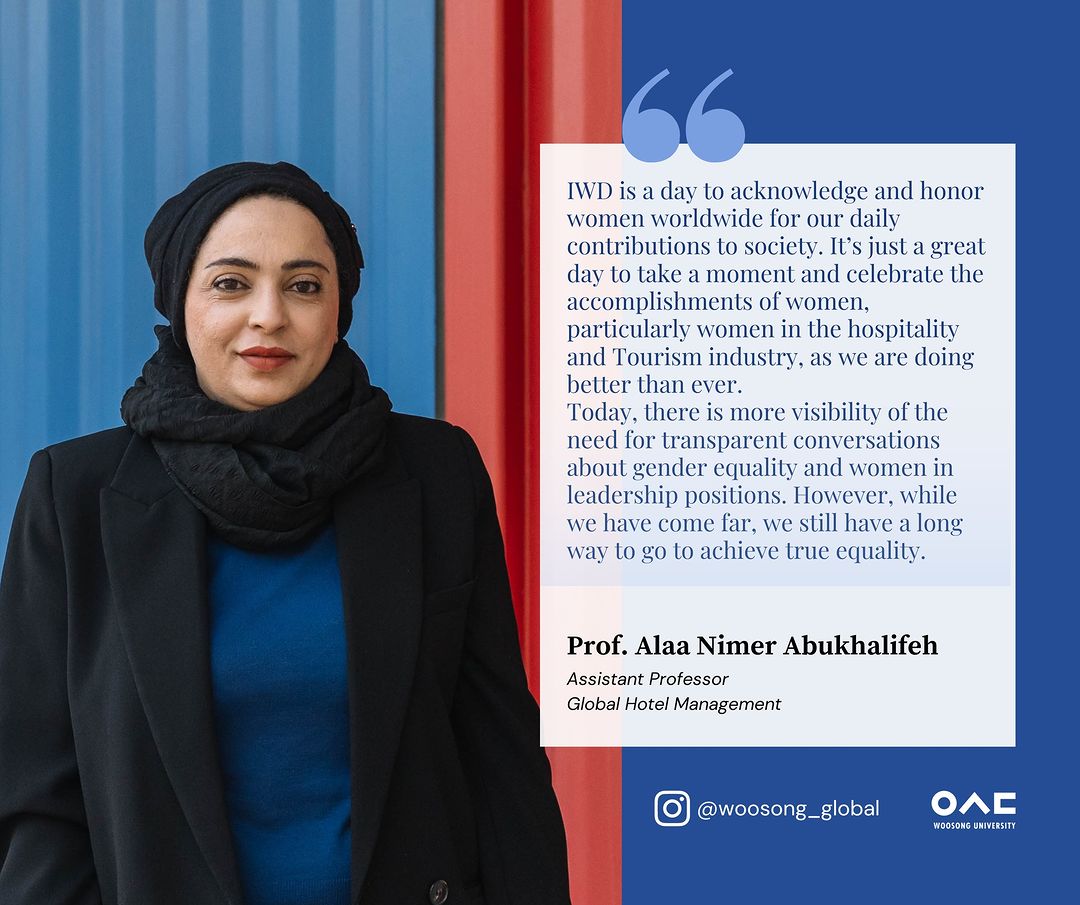 IWD is a day to acknowledge and honor
women worldwide for our daily
contributions to society. It’s just a great
day to take a moment and celebrate the
accomplishments of women,
particularly women in the hospitality
and Tourism industry, as we are doing
better than ever.
Today, there is more visibility of the
need for transparent conversations
about gender equality and women in
leadership positions. However, while
we have come far, we still have a long
way to go to achieve true equality.
Prof. Alaa Nimer Abukhalifeh
Assistant Professor
Global Hotel Management
@woosong_global
WOOSONG UNIVERSITY